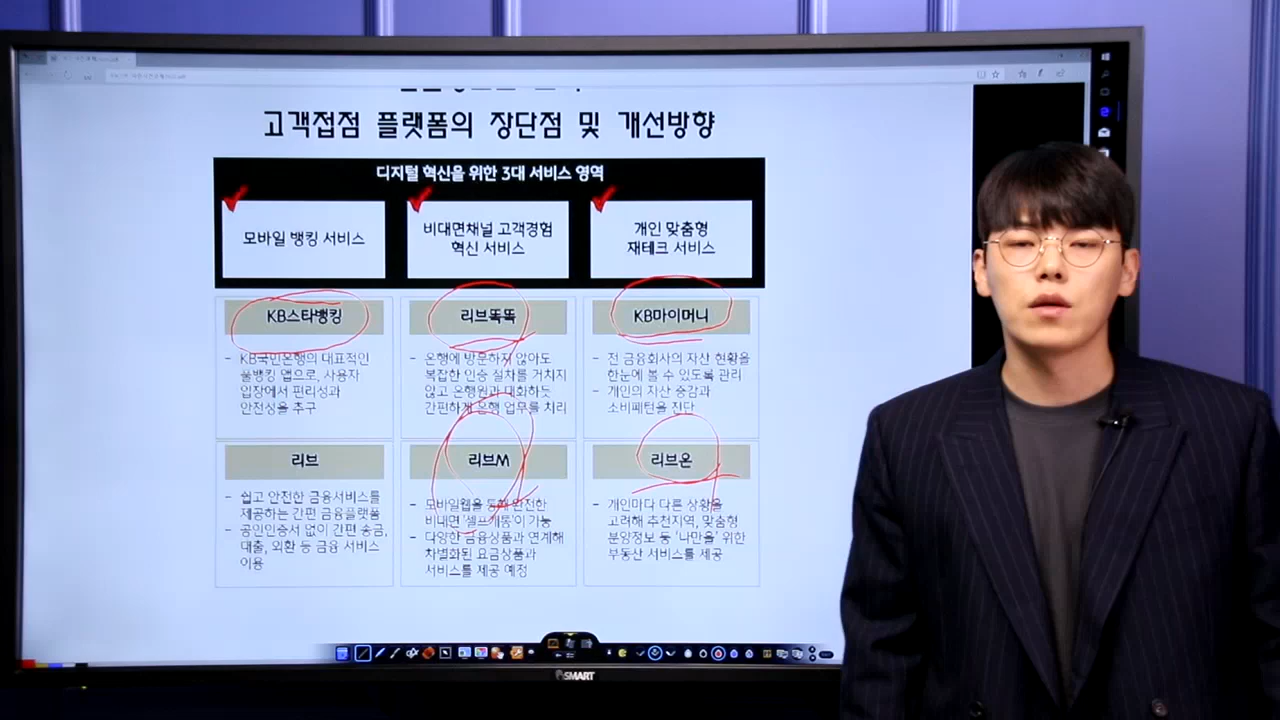 고객접점 플랫폼의 장단점 및 개선방향
디지털 혁신을 위한 3대 서비스 영역
모바일 뱅킹 서비스
비대면채널 고객경험
혁신 서비스
개인 맞춤형
재테크 서비스
KB스타뱅킹
- KB국민은행의 대표적인
풀뱅킹 앱으로, 사용자
입장에서 편리성과
안전성을 추구
리브똑똑
- 은행에 방문하지 않아도
복잡한 인증 절차를 거치지
않고 은행원과 대화하듯
간편하게 은행 업무를 처리
KB마이머니
- 전 금융회사의 자산 현황을
한눈에 볼 수 있도록 관리
- 개인의 자산 증감과
소비패턴을 진단
리브
- 쉽고 안전한 금융서비스를
제공하는 간편 금융플랫폼
- 공인인증서 없이 간편 송금,
대출, 외환 등 금융 서비스
이용
리브M
- 모바일웹을 통해 완전한
비대면 '셀프개통'이 가능
- 다양한 금융상품과 연계해
차별화된 요금상품과
서비스를 제공 예정
리브온
- 개인마다 다른 상황을
고려해 추천지역, 맞춤형
분양정보 등 '나만을' 위한
부동산 서비스를 제공
SMART